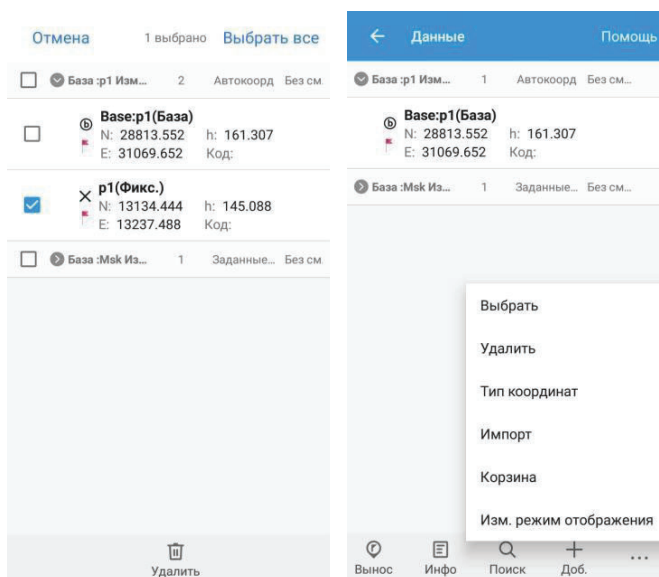 Отмена 1 выбрано Выбрать все
База :p1 Изм... 2 Автокоорд Без см
Base:p1(База)
N: 28813.552 h: 161.307
E: 31069.652 Код:
p1(Фикс.)
N: 13134.444 h: 145.088
E: 13237.488 Код:
База :Msk Из... 1 Заданные... Без см
Удалить
Данные Помощь
База :p1 Изм... 1 Автокоорд Без см...
Base:p1(База)
N: 28813.552 h: 161.307
E: 31069.652 Код:
База :Msk Из... 1 Заданные... Без см...
Выбрать
Удалить
Тип координат
Импорт
Корзина
Изм. режим отображения
Вынос Инфо Поиск Доб. ...